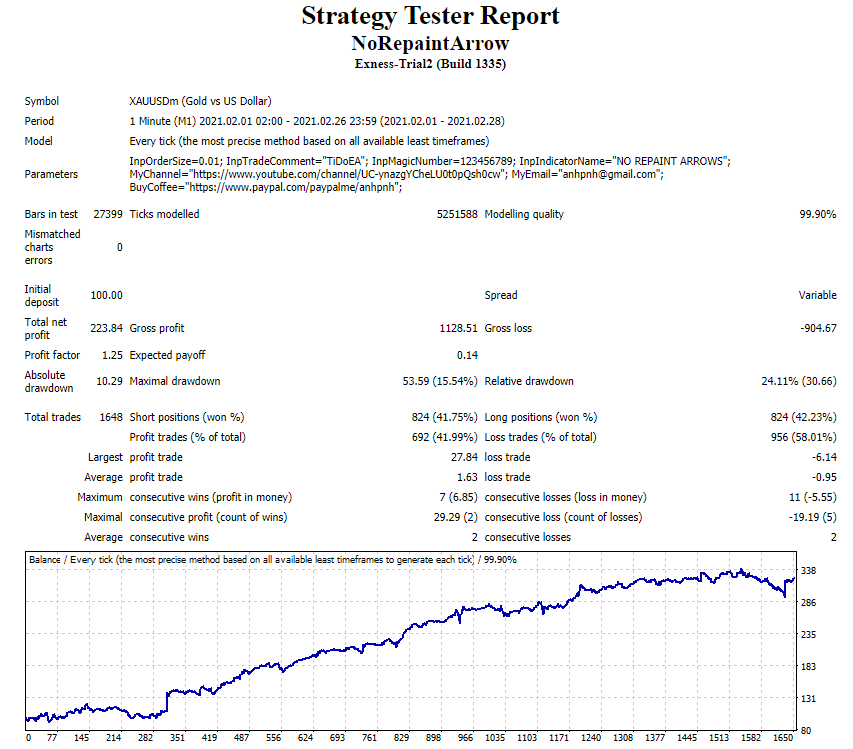 Strategy Tester Report
NoRepaintArrow
Exness-Trial2 (Build 1335)
Symbol XAUUSDm (Gold vs US Dollar)
Period 1 Minute (M1) 2021.02.01 02:00 - 2021.02.26 23:59 (2021.02.01 - 2021.02.28)
Model Every tick (the most precise method based on all available least timeframes)
Parameters InpOrderSize=0.01; InpTradeComment="TiDoEA"; InpMagicNumber=123456789; InpIndicatorName="NO REPAINT ARROWS";
MyChannel="https://www.youtube.com/channel/UC-ynazgYCheLU0t0pQsh0cw"; MyEmail="anhpnh@gmail.com";
BuyCoffee="https://www.paypal.com/paypalme/anhpnh";
Bars in test 27399 Ticks modelled 5251588 Modelling quality 99.90%
Mismatched
charts 0
errors
Initial
deposit 100.00 Spread Variable
Total net
profit 223.84 Gross profit 1128.51 Gross loss -904.67
Profit factor 1.25 Expected payoff 0.14
Absolute
drawdown 10.29 Maximal drawdown 53.59 (15.54%) Relative drawdown 24.11% (30.66)
Total trades 1648 Short positions (won %) 824 (41.75%) Long positions (won %) 824 (42.23%)
Profit trades (% of total) 692 (41.99%) Loss trades (% of total) 956 (58.01%)
Largest profit trade 27.84 loss trade -6.14
Average profit trade 1.63 loss trade -0.95
Maximum consecutive wins (profit in money) 7 (6.85) consecutive losses (loss in money) 11 (-5.55)
Maximal consecutive profit (count of wins) 29.29 (2) consecutive loss (count of losses) -19.19 (5)
Average consecutive wins 2 consecutive losses 2
Balance / Every tick (the most precise method based on all available least timeframes to generate each tick) / 99.90%
338
286
235
183
131
80
0 77 145 214 282 351 419 487 556 624 693 761 829 898 966 1035 1103 1171 1240 1308 1377 1445 1513 1582 1650